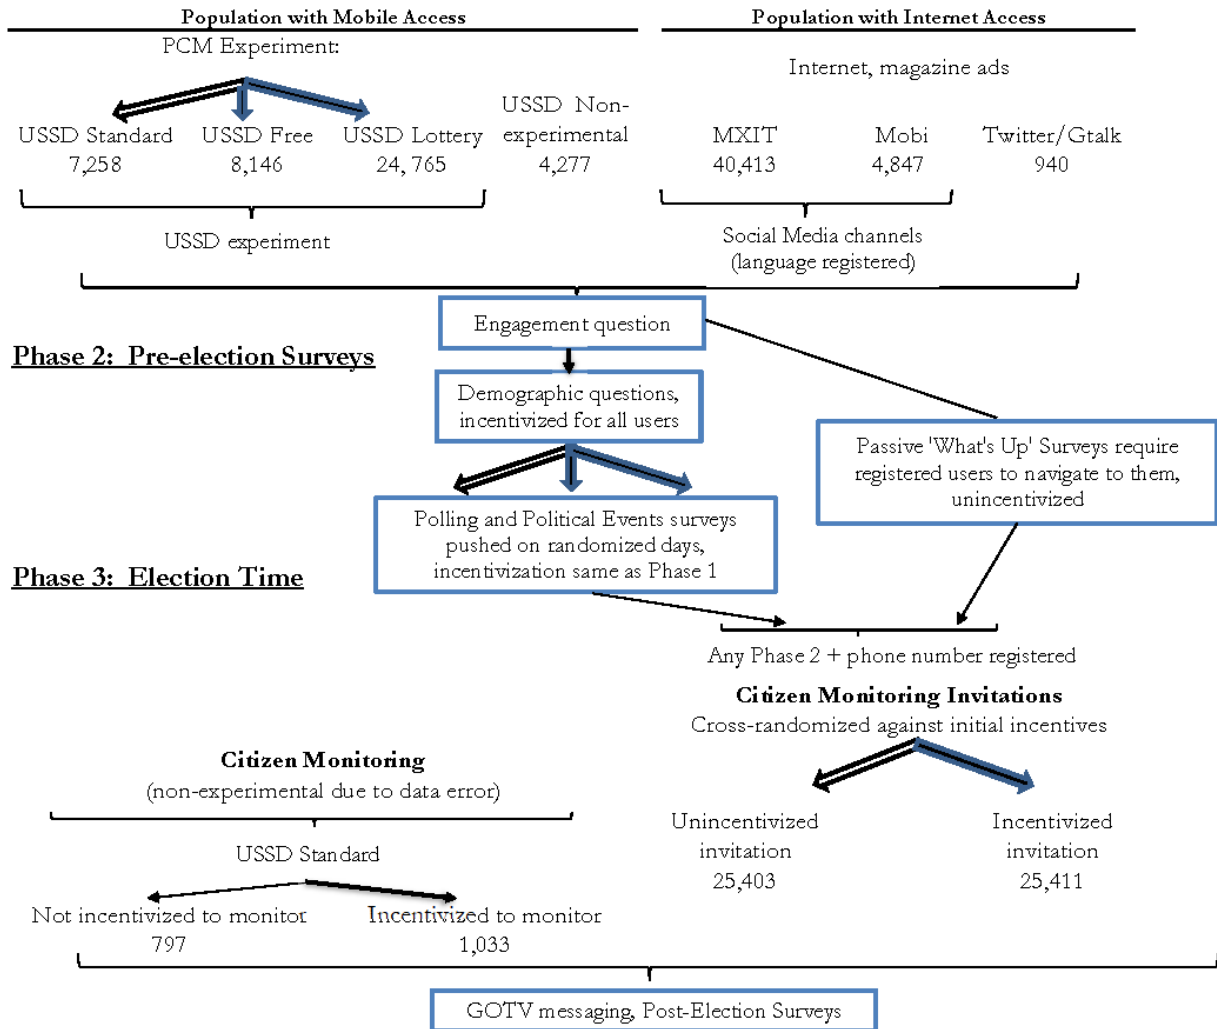 Population with Mobile Access
Population with Internet Access
PCM Experiment:
Internet, magazine ads
USSD Standard
7,258
USSD Free
8,146
USSD Lottery
24, 765
USSD Non-
experimental
4,277
MXIT
40,413
Mobi
4,847
Twitter/Gtalk
940
USSD experiment
Social Media channels
(language registered)
Engagement question
Phase 2: Pre-election Surveys
Demographic questions,
incentivized for all users
Passive 'What's Up' Surveys require
registered users to navigate to them,
unincentivized
Polling and Political Events surveys
pushed on randomized days,
incentivization same as Phase 1
Phase 3: Election Time
Any Phase 2 + phone number registered
Citizen Monitoring Invitations
Cross-randomized against initial incentives
Citizen Monitoring
(non-experimental due to data error)
Unincentivized
invitation
25,403
Incentivized
invitation
25,411
USSD Standard
Not incentivized to monitor
797
Incentivized to monitor
1,033
GOTV messaging, Post-Election Surveys